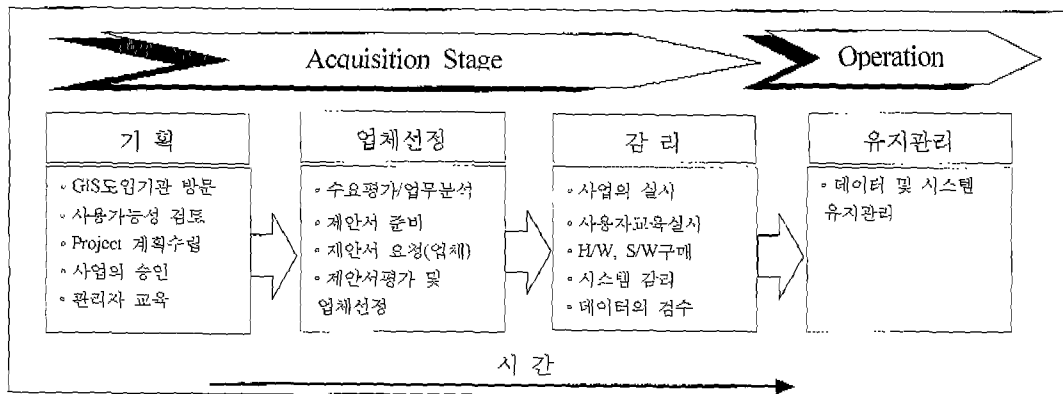 Acquisition Stage
Operation
기 획
◦ GIS도입기관 방문
◦ 사용가능성 검토
◦ Project 계획수립
◦ 사업의 승인
◦ 관리자 교육
업체선정
◦ 수요평가/업무분석
◦ 제안서 준비
◦ 제안서 요청(업체)
◦ 제안서평가 및
업체선정
감 리
◦ 사업의 실시
◦ 사용자교육실시
◦ H/W, S/W구매
◦ 시스템 감리
◦ 데이터의 검수
유지관리
◦ 데이터 및 시스템
유지관리
시 간